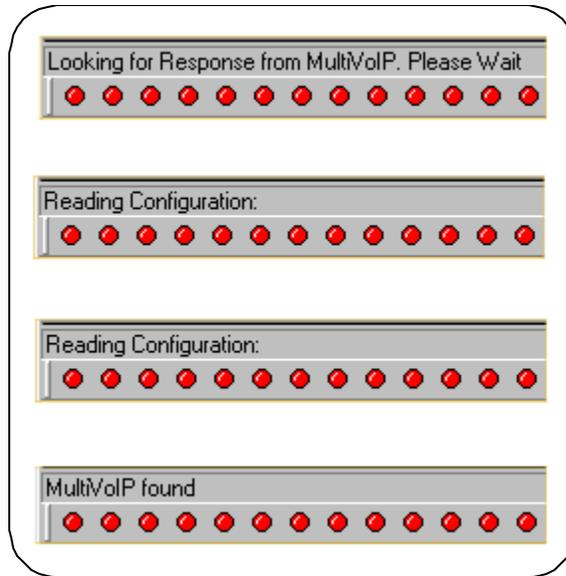 Looking for Response from MultiVoIP. Please Wait
Reading Configuration:
Reading Configuration:
MultiVoIP found